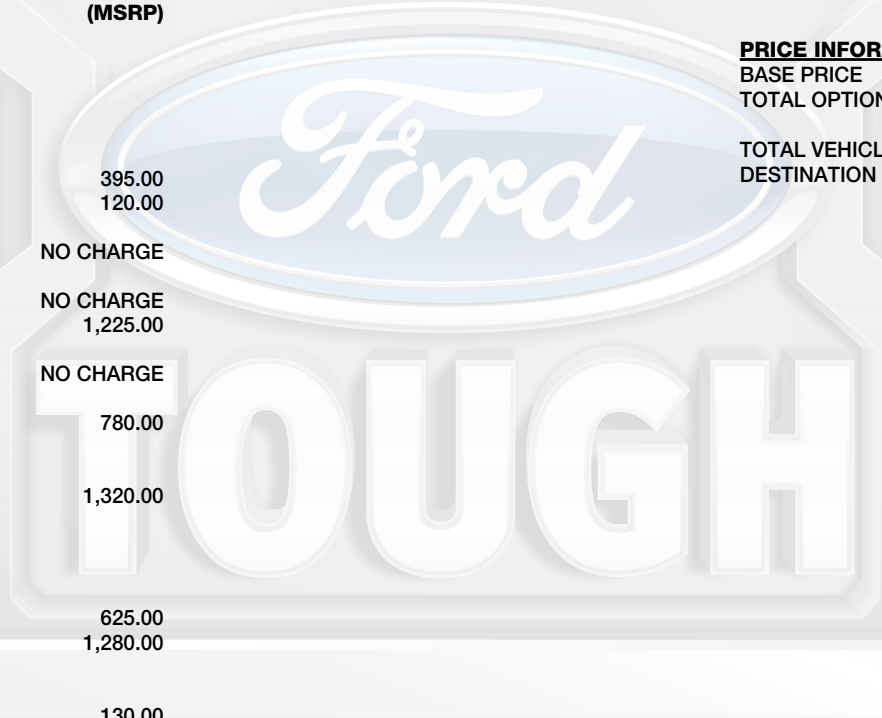 (MSRP)
395.00
120.00
NO CHARGE
NO CHARGE
1,225.00
NO CHARGE
780.00
1,320.00
625.00
1,280.00
130.00
PRICE INFOR
BASE PRICE
TOTAL OPTION
TOTAL VEHICL
DESTINATION
Ford
TOUGH